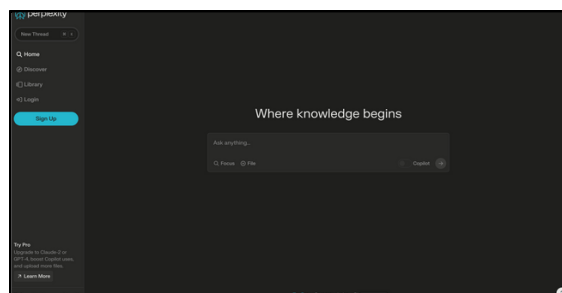 perplexity
New Thread
Home
Discover
Library
Login
Sign Up
Where knowledge begins
Ask anything...
Focus File Copilot
Try Pro
Upgrade to Claude-2 or
GPT-4, boost Copilot uses,
and upload more files.
Learn More